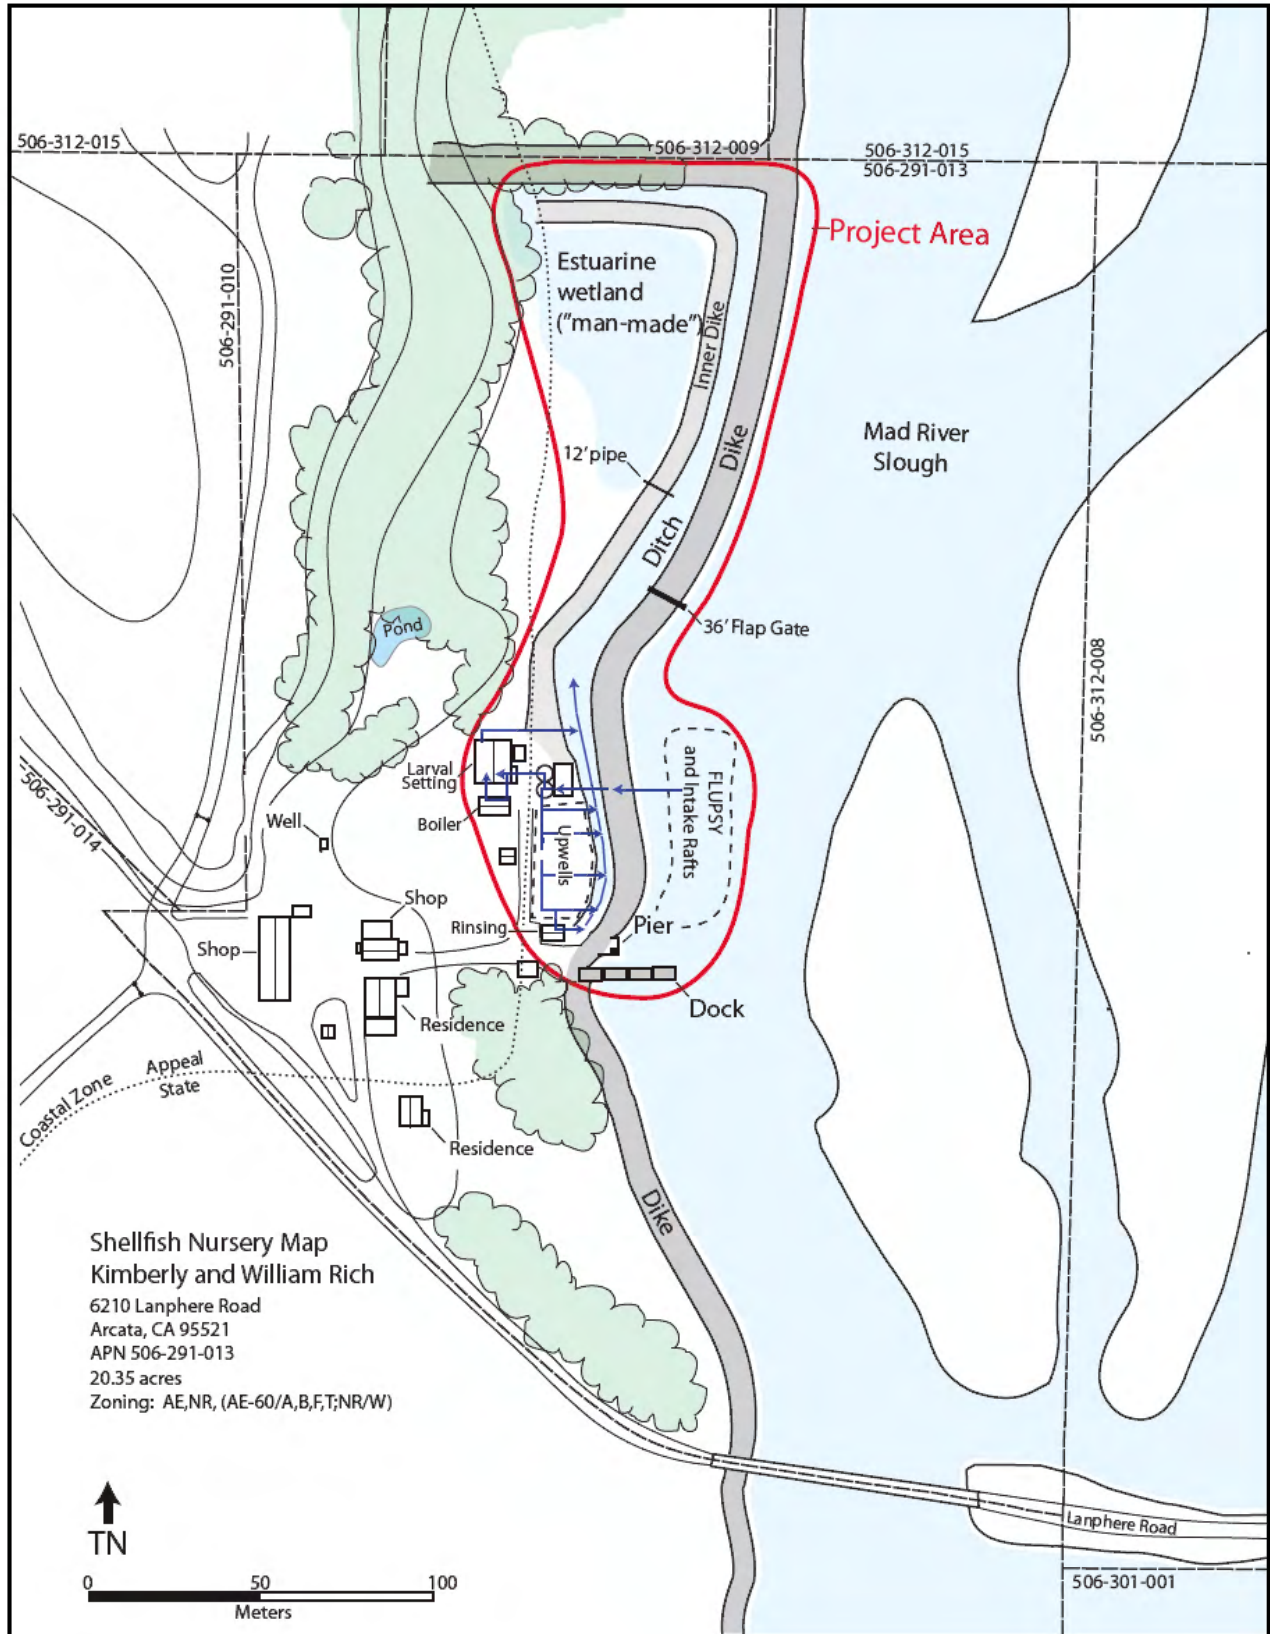 506-312-015
506-312-009
506-312-015
506-291-013
Project Area
506-291-010
Estuarine
wetland
("man-made")
Inner Dike
Dike
Mad River
Slough
12' pipe
Ditch
36' Flap Gate
Pond
506-312-008
Larval
Setting
FLUPSY
and Intake Rafts
506-291-014
Boiler
Well
Upwells
Shop
Rinsing
Pier
Shop
Dock
Residence
Coastal Zone
Appeal
State
Residence
Dike
Shellfish Nursery Map
Kimberly and William Rich
6210 Lanphere Road
Arcata, CA 95521
APN 506-291-013
20.35 acres
Zoning: AE,NR, (AE-60/A,B,F,T;NR/W)
TN
Lanphere Road
0 50 100
Meters
506-301-001